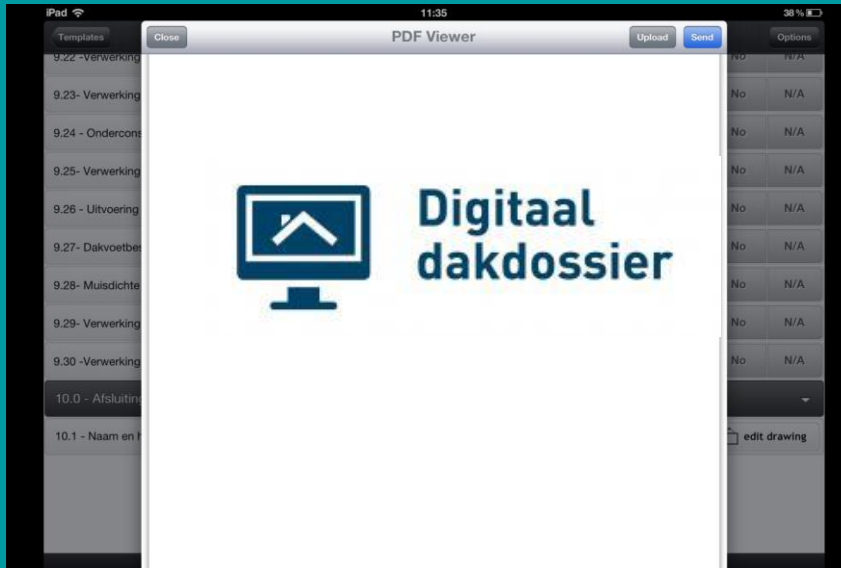 iPad 11:35 38 %
Templates Close PDF Viewer Upload Send Options
9.22 -Verwerking No N/A
9.23- Verwerking No N/A
9.24 - Ondercons No N/A
9.25- Verwerking No N/A
9.26 - Uitvoering No N/A
9.27- Dakvoetbes No N/A
9.28- Muisdichte No N/A
9.29- Verwerking No N/A
9.30 -Verwerking No N/A
10.0 - Afsluiting
10.1 - Naam en h edit drawing
Digitaal
dakdossier